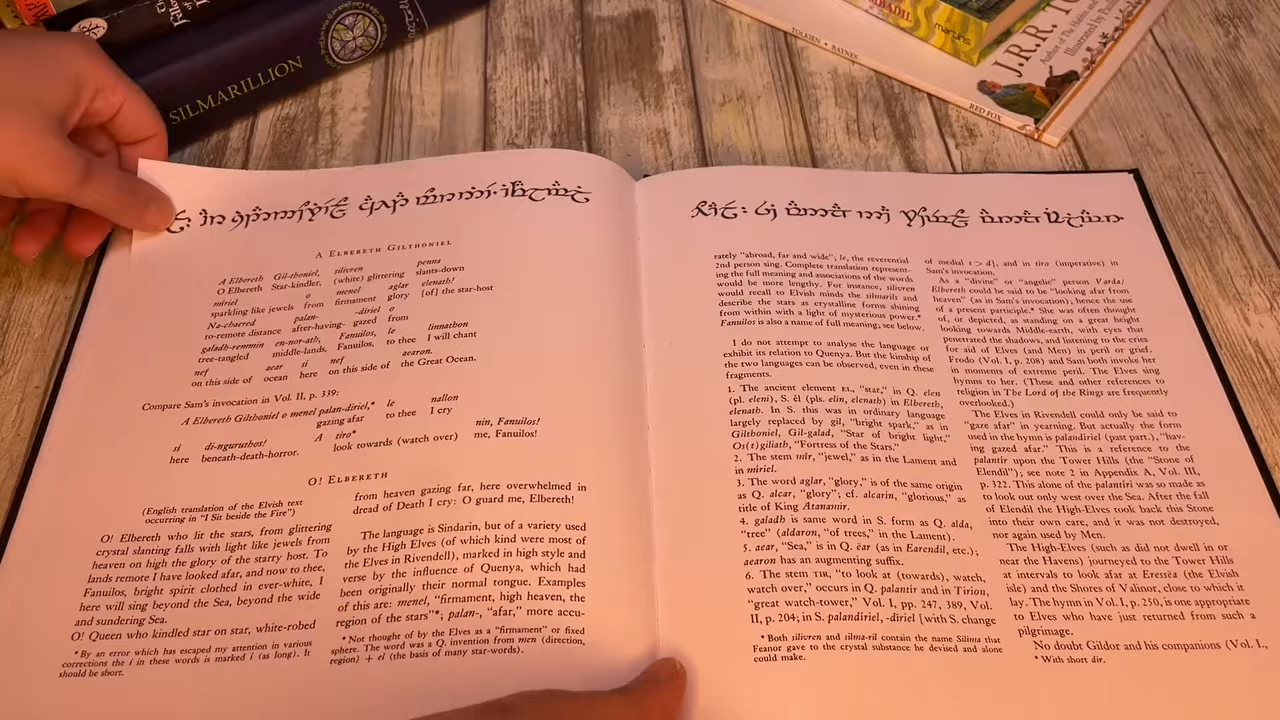 SILMARILLION
martins
TOLKIEN • BAYNES
J.R.R. TO
Author of The Hobbit and
Illustrated by Pauline
RED FOX
A ELBERETH GILTHONIEL
A Elbereth Gil-thoniel, silivren penna
O Elbereth Star-kindler, (white) glittering slants-down
míriel o menel aglar elenath!
sparkling like jewels from firmament glory [of] the star-host
Na-chaered palan-díriel o
to-remote distance after-having-gazed from
galadh-remmin en-nor-ath, Fanuilos, le linnathon
tree-tangled middle-lands, Fanuilos, to thee I will chant
nef aear si nef aearon.
on this side of ocean here on this side of the Great Ocean.
Compare Sam's invocation in Vol. II, p. 339:
A Elbereth Gilthoniel o menel palan-diriel,* le nallon
gazing afar to thee I cry
sí di-nguruthos! A tiro* nin, Fanuilos!
here beneath-death-horror. look towards (watch over) me, Fanuilos!
O! ELBERETH
(English translation of the Elvish text
occurring in "I Sit beside the Fire")
O! Elbereth who lit the stars, from glittering
crystal slanting falls with light like jewels from
heaven on high the glory of the starry host. To
lands remote I have looked afar, and now to thee,
Fanuilos, bright spirit clothed in ever-white, I
here will sing beyond the Sea, beyond the wide
and sundering Sea.
O! Queen who kindled star on star, white-robed
* By an error which has escaped my attention in various
corrections the i in these words is marked í (as long). It
should be short.
from heaven gazing far, here overwhelmed in
dread of Death I cry: O guard me, Elbereth!
The language is Sindarin, but of a variety used
by the High Elves (of which kind were most of
the Elves in Rivendell), marked in high style and
verse by the influence of Quenya, which had
been originally their normal tongue. Examples
of this are: menel, "firmament, high heaven, the
region of the stars"*; palan-, "afar," more accu-
* Not thought of by the Elves as a "firmament" or fixed
sphere. The word was a Q. invention from men (direction,
region) + el (the basis of many star-words).
rately "abroad, far and wide"; le, the reverential
2nd person sing. Complete translation represent-
ing the full meaning and associations of the words
would be more lengthy. For instance, silivren
would recall to Elvish minds the silmarils and
describe the stars as crystalline forms shining
from within with a light of mysterious power.*
Fanuilos is also a name of full meaning; see below.
I do not attempt to analyse the language or
exhibit its relation to Quenya. But the kinship of
the two languages can be observed, even in these
fragments.
1. The ancient element EL, "star," in Q. elen
(pl. eleni), S. êl (pls. elin, elenath) in Elbereth,
elenath. In S. this was in ordinary language
largely replaced by gil, "bright spark," as in
Gilthoniel, Gil-galad, "Star of bright light,"
Os(t)giliath, "Fortress of the Stars."
2. The stem mîr, "jewel," as in the Lament and
in míriel.
3. The word aglar, "glory," is of the same origin
as Q. alcar, "glory"; cf. alcarin, "glorious," as
title of King Atanamir.
4. galadh is same word in S. form as Q. alda,
"tree" (aldaron, "of trees," in the Lament).
5. aear, "Sea," is in Q. ëar (as in Earendil, etc.);
aearon has an augmenting suffix.
6. The stem TIR, "to look at (towards), watch,
watch over," occurs in Q. palantir and in Tirion,
"great watch-tower," Vol. I, pp. 247, 389, Vol.
II, p. 204; in S. palandiriel, -diriel [with S. change
* Both silivren and silma-ril contain the name Silima that
Feanor gave to the crystal substance he devised and alone
could make.
of medial t > d], and in tiro (imperative) in
Sam's invocation.
As a "divine" or "angelic" person Varda/
Elbereth could be said to be "looking afar from
heaven" (as in Sam's invocation); hence the use
of a present participle.* She was often thought
of, or depicted, as standing on a great height
looking towards Middle-earth, with eyes that
penetrated the shadows, and listening to the cries
for aid of Elves (and Men) in peril or grief.
Frodo (Vol. I, p. 208) and Sam both invoke her
in moments of extreme peril. The Elves sing
hymns to her. (These and other references to
religion in The Lord of the Rings are frequently
overlooked.)
The Elves in Rivendell could only be said to
"gaze afar" in yearning. But actually the form
used in the hymn is palandíriel (past part.), "hav-
ing gazed afar." This is a reference to the
palantír upon the Tower Hills (the "Stone of
Elendil"); see note 2 in Appendix A, Vol. III,
p. 322. This alone of the palantíri was so made as
to look out only west over the Sea. After the fall
of Elendil the High-Elves took back this Stone
into their own care, and it was not destroyed,
nor again used by Men.
The High-Elves (such as did not dwell in or
near the Havens) journeyed to the Tower Hills
at intervals to look afar at Eressëa (the Elvish
isle) and the Shores of Valinor, close to which it
lay. The hymn in Vol. I, p. 250, is one appropriate
to Elves who have just returned from such a
pilgrimage.
No doubt Gildor and his companions (Vol. I.,
* With short dir.